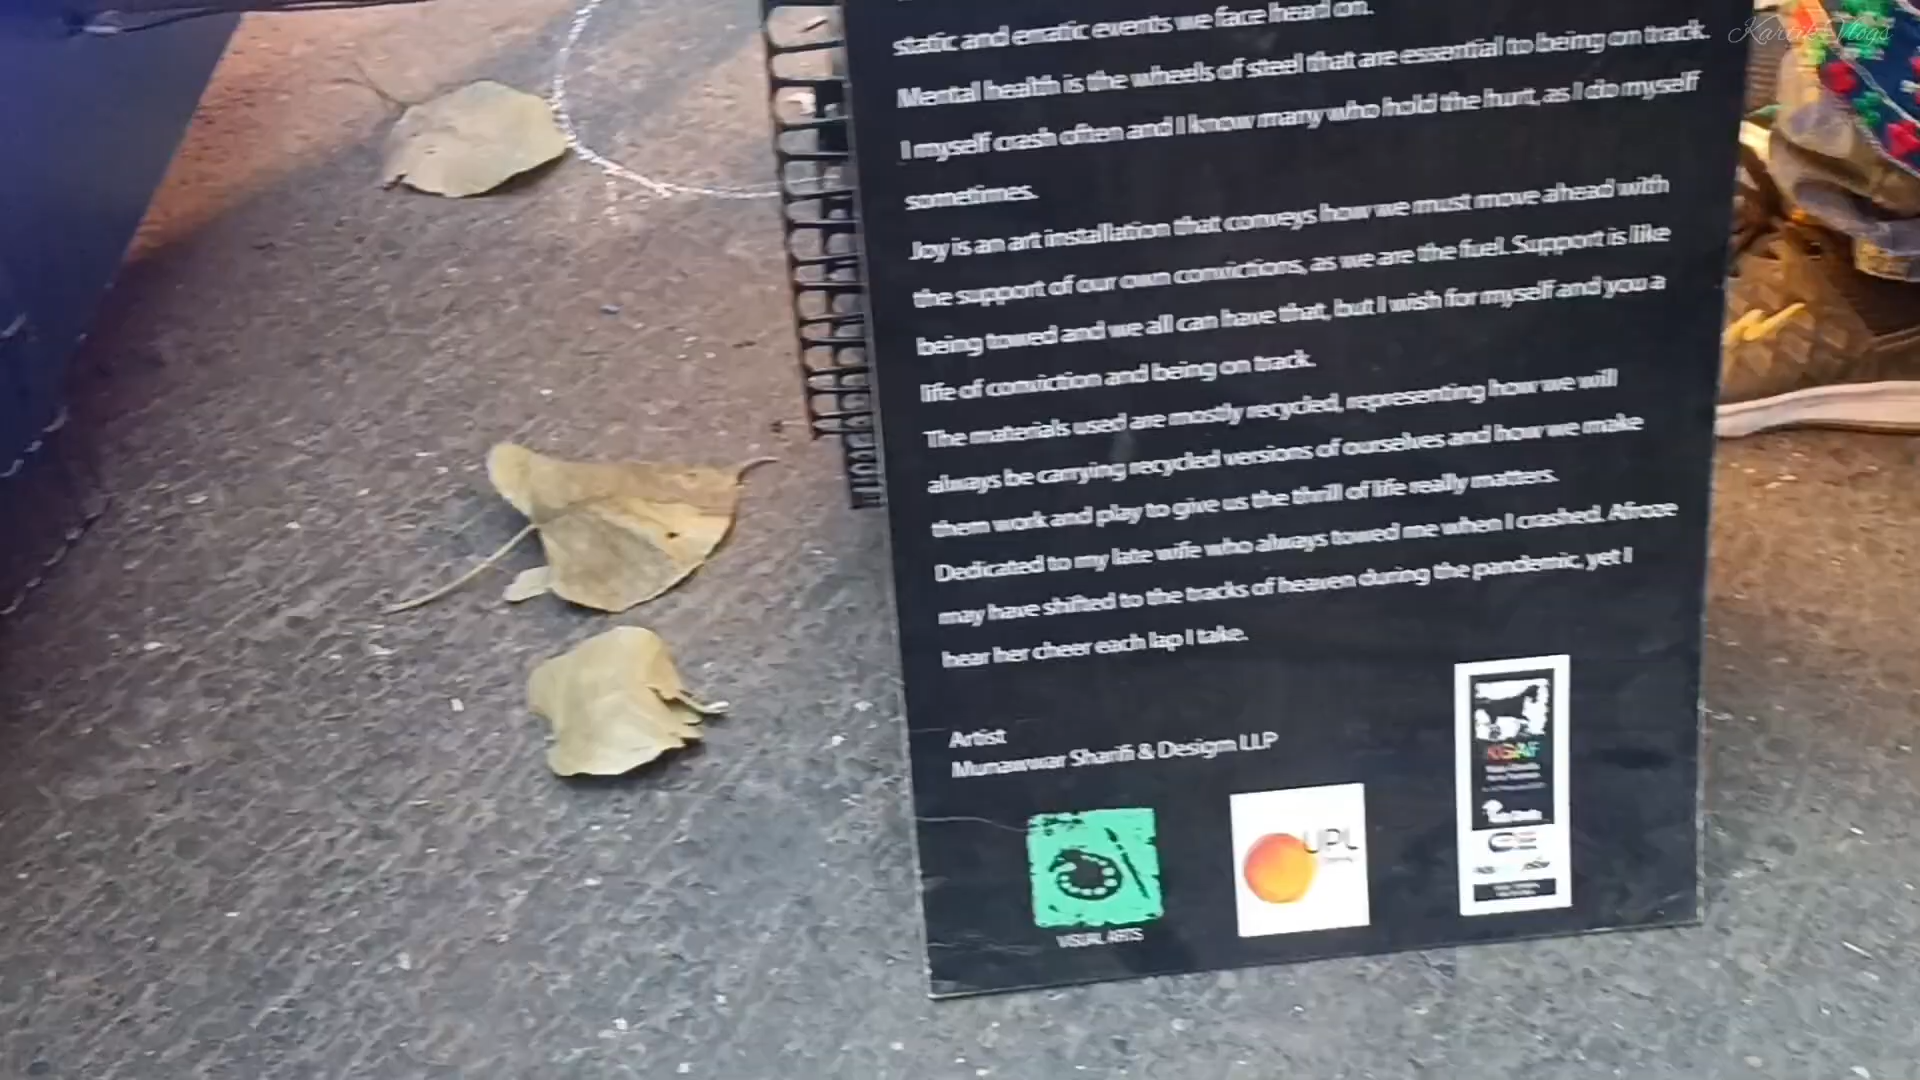 static and erratic events we face head on.
Mental health is the wheels of steel that are essential to being on track.
I myself crash often and I know many who hold the hurt, as I do myself
sometimes.
Joy is an art installation that conveys how we must move ahead with
the support of our own convictions, as we are the fuel. Support is like
being towed and we all can have that, but I wish for myself and you a
life of conviction and being on track.
The materials used are mostly recycled, representing how we will
always be carrying recycled versions of ourselves and how we make
them work and play to give us the thrill of life really matters.
Dedicated to my late wife who always towed me when I crashed. Afroze
may have shifted to the tracks of heaven during the pandemic, yet I
hear her cheer each lap I take.
Artist
Munawwar Sharifi & Desigm LLP
VISUAL ARTS
UPL
KGAF
Kartik Vlogs